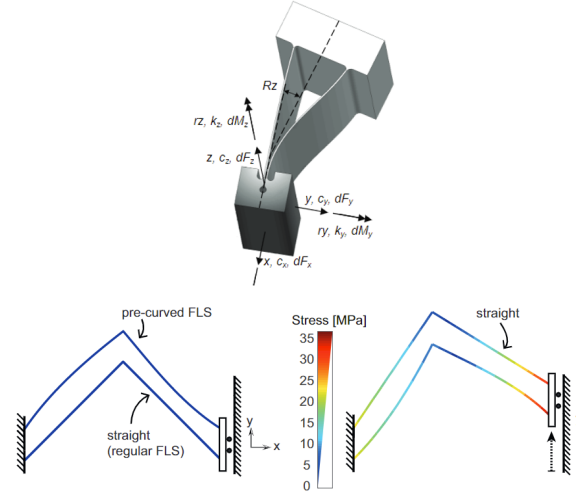 Rz
rz, kz, dMz
z, cz, dFz
y, cy, dFy
ry, ky, dMy
x, cx, dFx
pre-curved FLS
straight
(regular FLS)
y
x
Stress [MPa]
35
30
25
20
15
10
5
0
straight